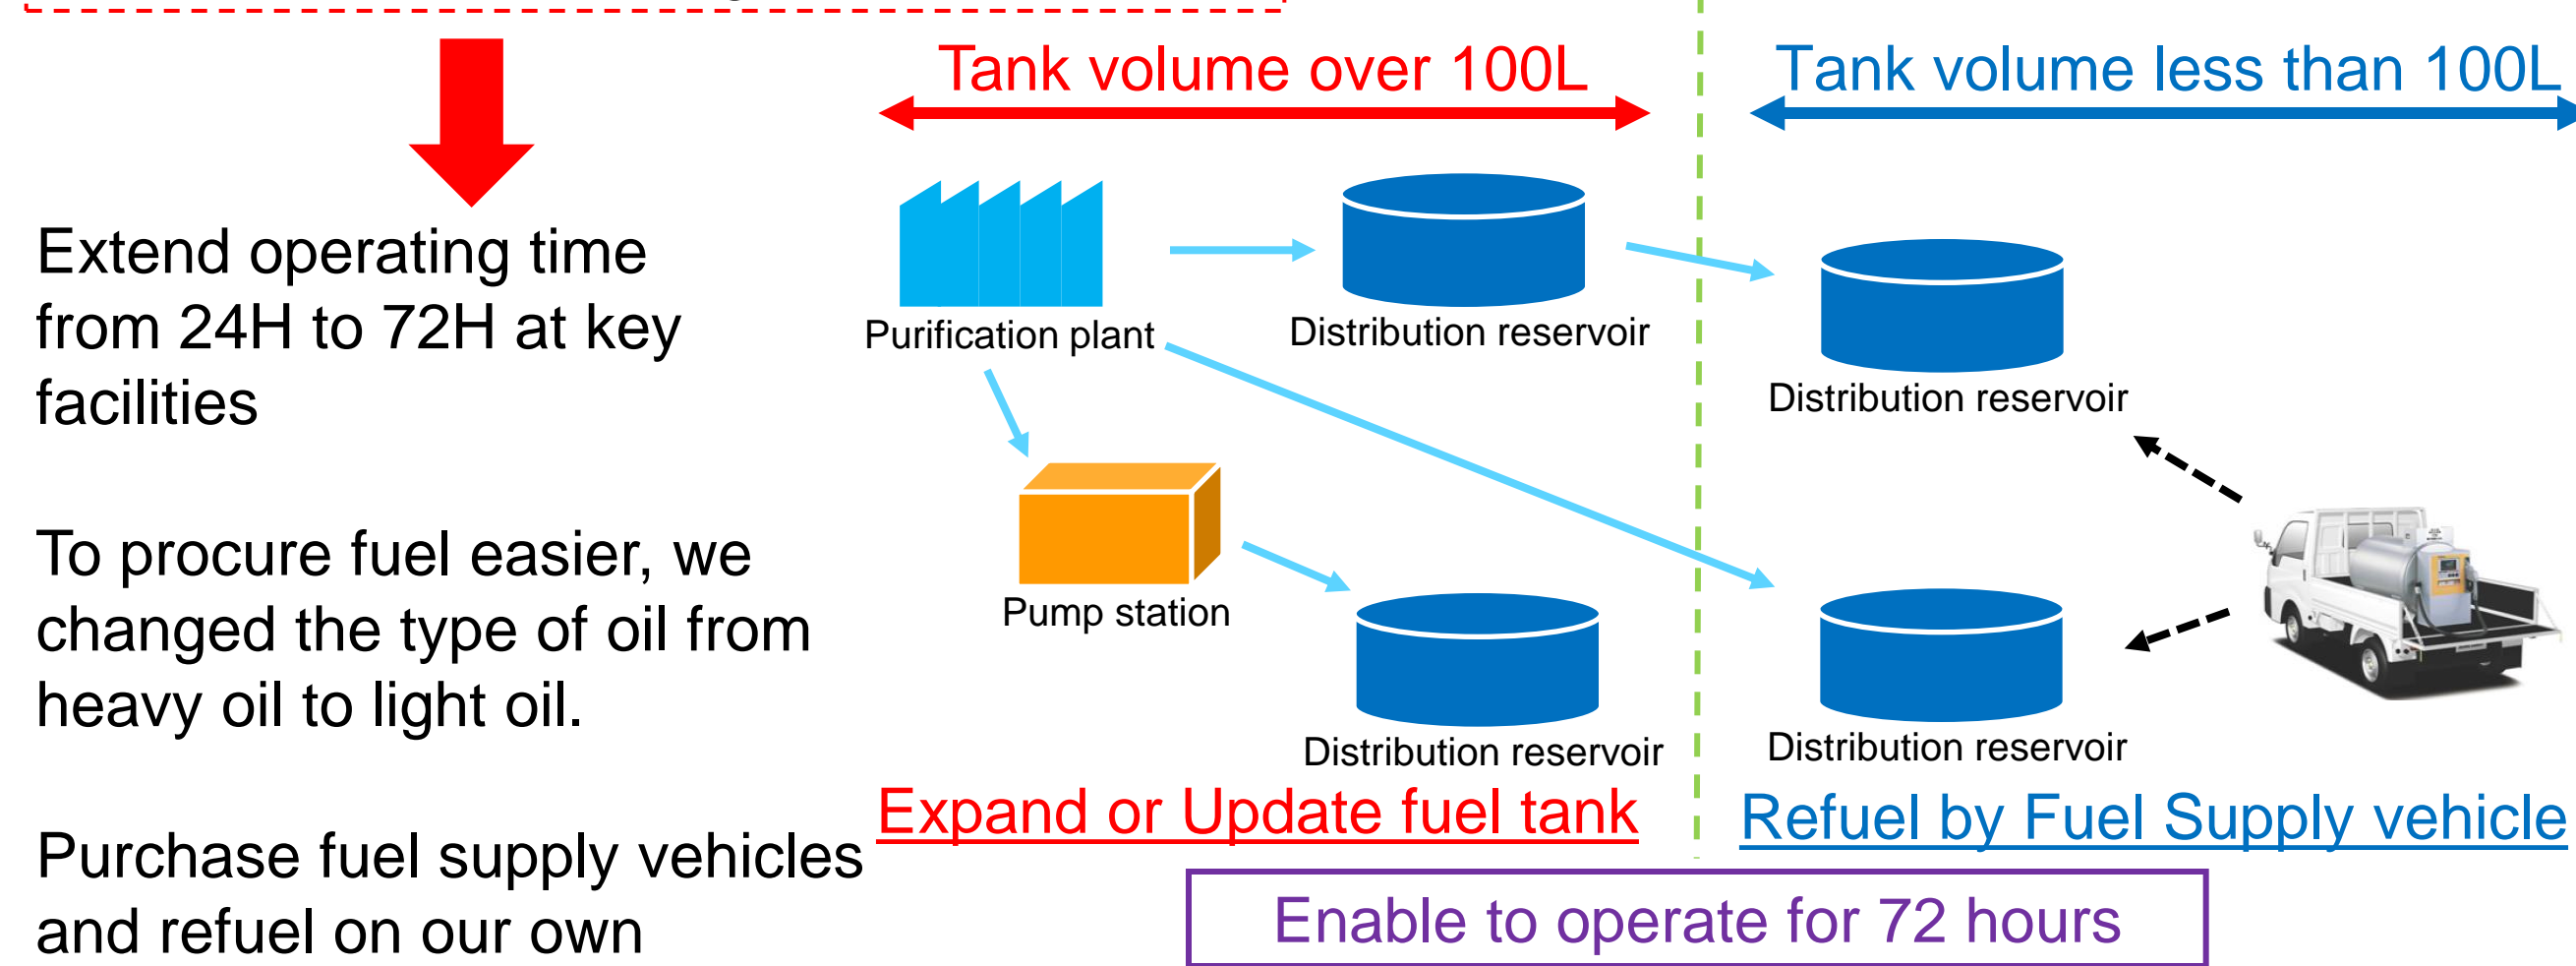 Extend operating time
from 24H to 72H at key
facilities
To procure fuel easier, we
changed the type of oil from
heavy oil to light oil.
Purchase fuel supply vehicles
and refuel on our own
Tank volume over 100L
Tank volume less than 100L
Purification plant
Distribution reservoir
Distribution reservoir
Pump station
Distribution reservoir
Distribution reservoir
Expand or Update fuel tank
Refuel by Fuel Supply vehicle
Enable to operate for 72 hours